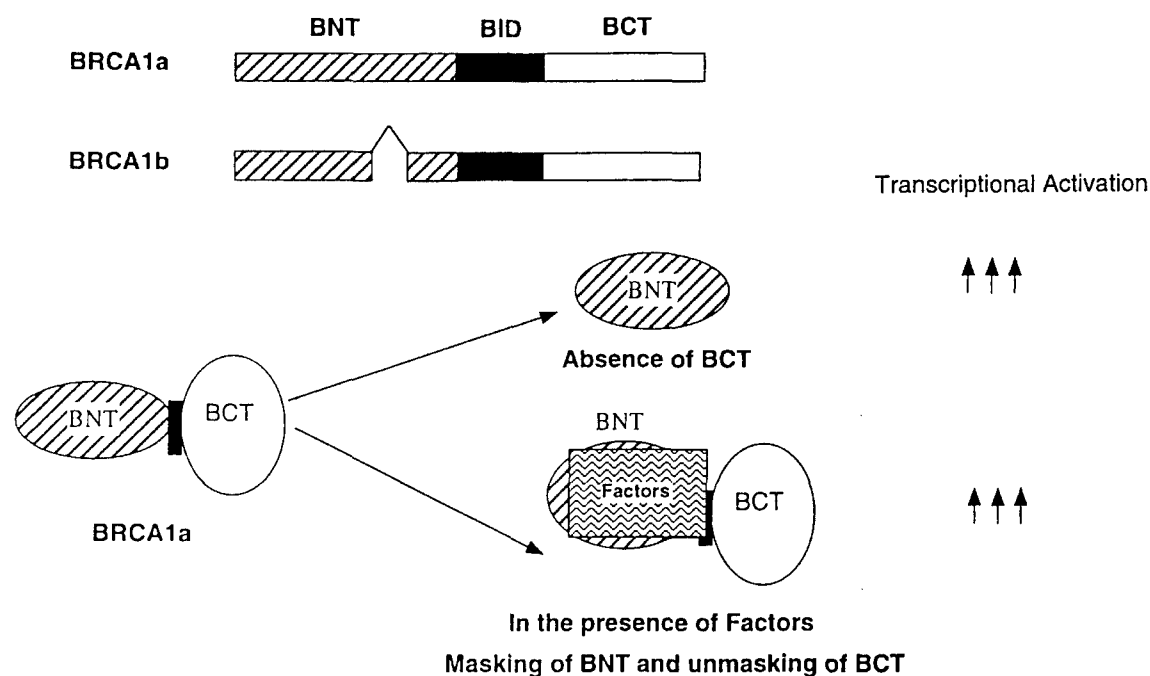 BNT BID BCT
BRCA1a
BRCA1b
Transcriptional Activation
BNT
Absence of BCT
BNT BCT
BRCA1a
BNT
Factors
BCT
In the presence of Factors
Masking of BNT and unmasking of BCT